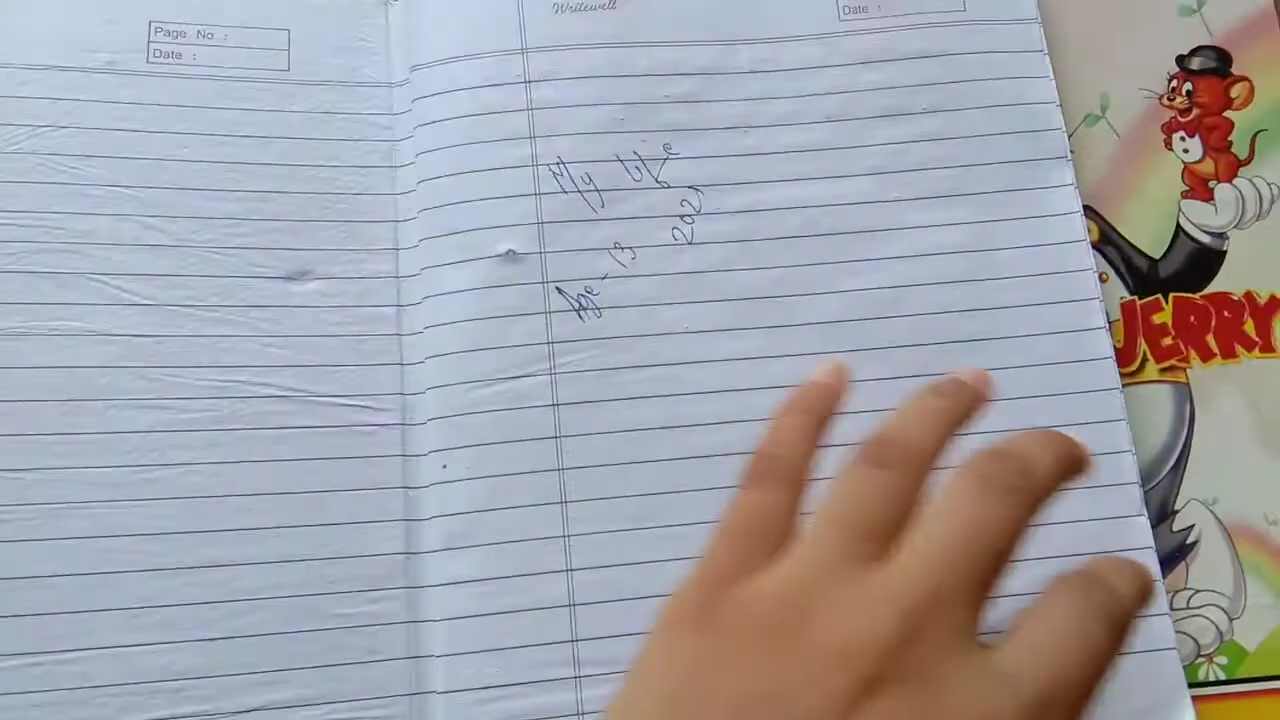 Page No :
Date :
Writewell
Date :
My life
2021
Age - 13
JERRY